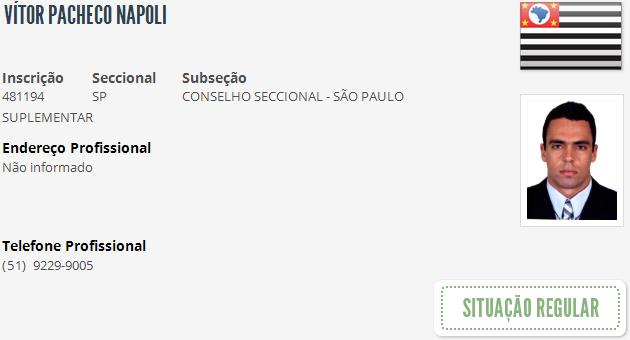 VÍTOR PACHECO NAPOLI
Inscrição Seccional Subseção
481194 SP CONSELHO SECCIONAL - SÃO PAULO
SUPLEMENTAR
Endereço Profissional
Não informado
Telefone Profissional
(51) 9229-9005
SITUAÇÃO REGULAR